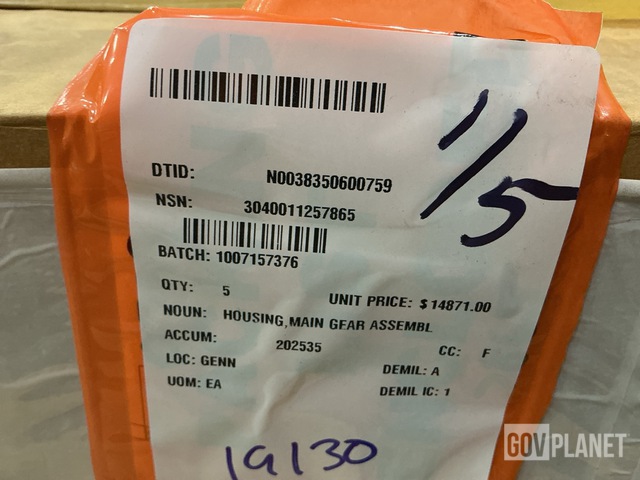 DTID: N0038350600759
NSN: 3040011257865
1/5
BATCH: 1007157376
QTY: 5 UNIT PRICE: $14871.00
NOUN: HOUSING,MAIN GEAR ASSEMBL
ACCUM: 202535 CC: F
LOC: GENN DEMIL: A
UOM: EA DEMIL IC: 1
19130
GOVPLANET